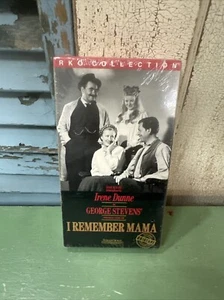 RKO COLLECTION
Irene Dunne
GEORGE STEVENS'
I REMEMBER MAMA